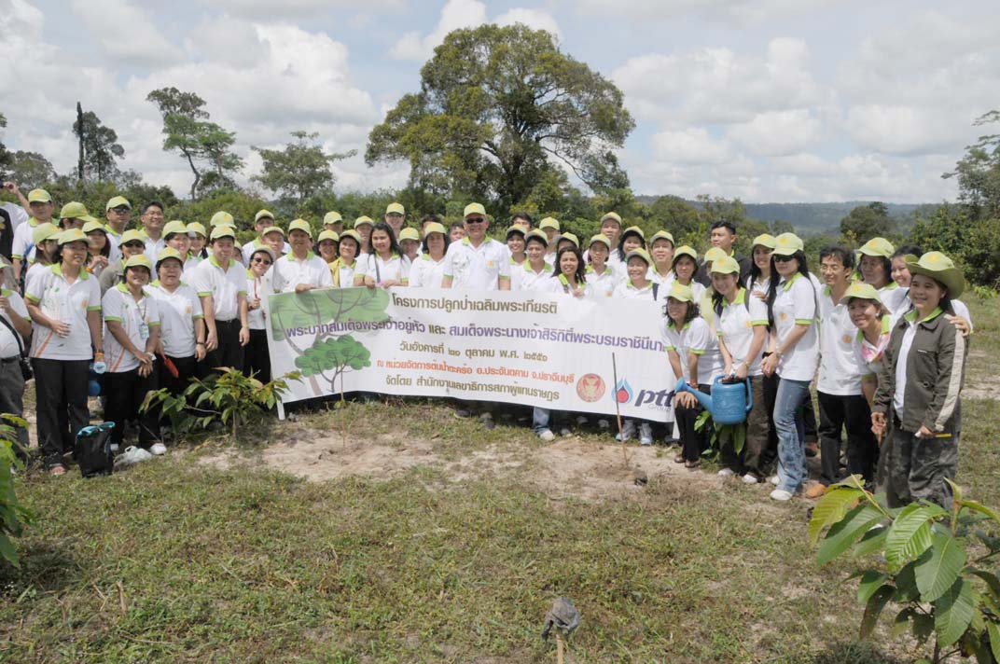 โครงการปลูกป่าเฉลิมพระเกียรติ
พระบาทสมเด็จพระเจ้าอยู่หัว และ สมเด็จพระนางเจ้าสิริกิติ์พระบรมราชินีนาถ
วันอังคารที่ ๒๑ ตุลาคม พ.ศ. ๒๕๕๑
ณ หน่วยจัดการต้นน้ำตะคร้อ อ.ประจันตคาม จ.ปราจีนบุรี
จัดโดย สำนักงานเลขาธิการสภาผู้แทนราษฎร
ptt